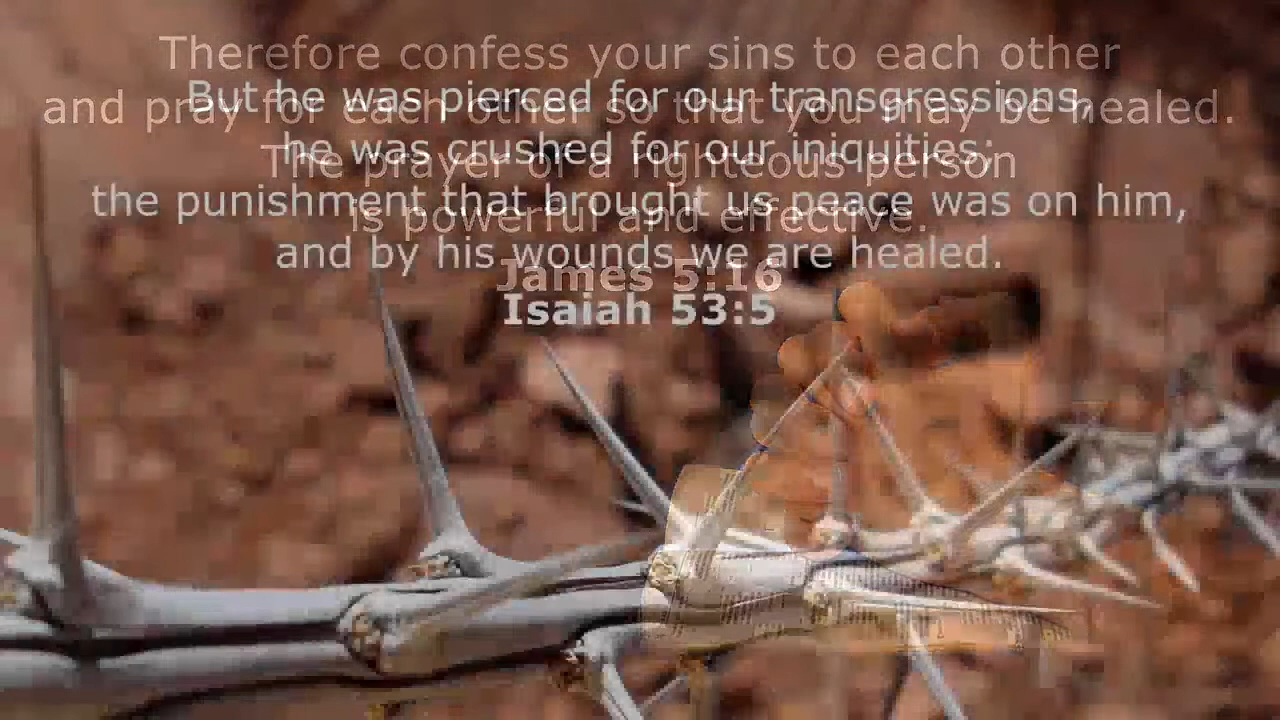 Therefore confess your sins to each other
and pray for each other so that you may be healed.
The prayer of a righteous person
is powerful and effective.
James 5:16
But he was pierced for our transgressions,
he was crushed for our iniquities;
the punishment that brought us peace was on him,
and by his wounds we are healed.
Isaiah 53:5